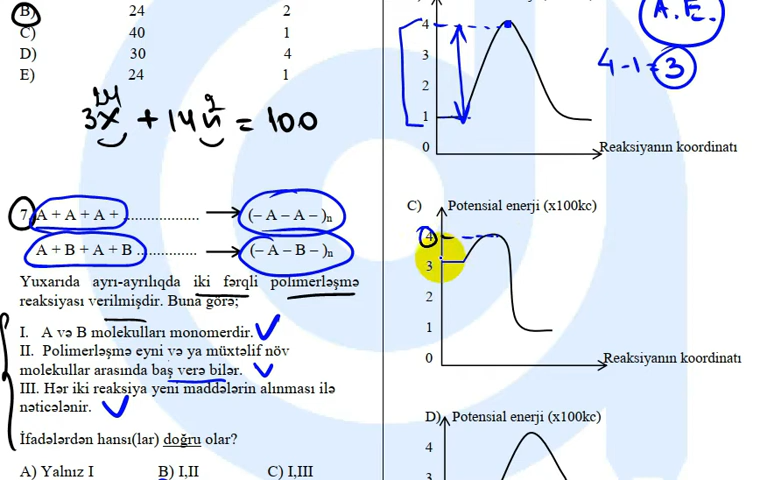 B) 24 2
C) 40 1
D) 30 4
E) 24 1
24 2
3x + 14n = 100
7. A + A + A + .................... (– A – A –)n
A + B + A + B ................ (– A – B –)n
Yuxarıda ayrı-ayrılıqda iki fərqli polimerləşmə
reaksiyası verilmişdir. Buna görə;
I. A və B molekulları monomerdir.
II. Polimerləşmə eyni və ya müxtəlif növ
molekullar arasında baş verə bilər.
III. Hər iki reaksiya yeni maddələrin alınması ilə
nəticələnir.
İfadələrdən hansı(lar) doğru olar?
A) Yalnız I B) I,II C) I,III
A.E.
4 - 1 = 3
4
3
2
1
0
Reaksiyanın koordinatı
C) Potensial enerji (x100kc)
4
3
2
1
0
Reaksiyanın koordinatı
D) Potensial enerji (x100kc)
4
3